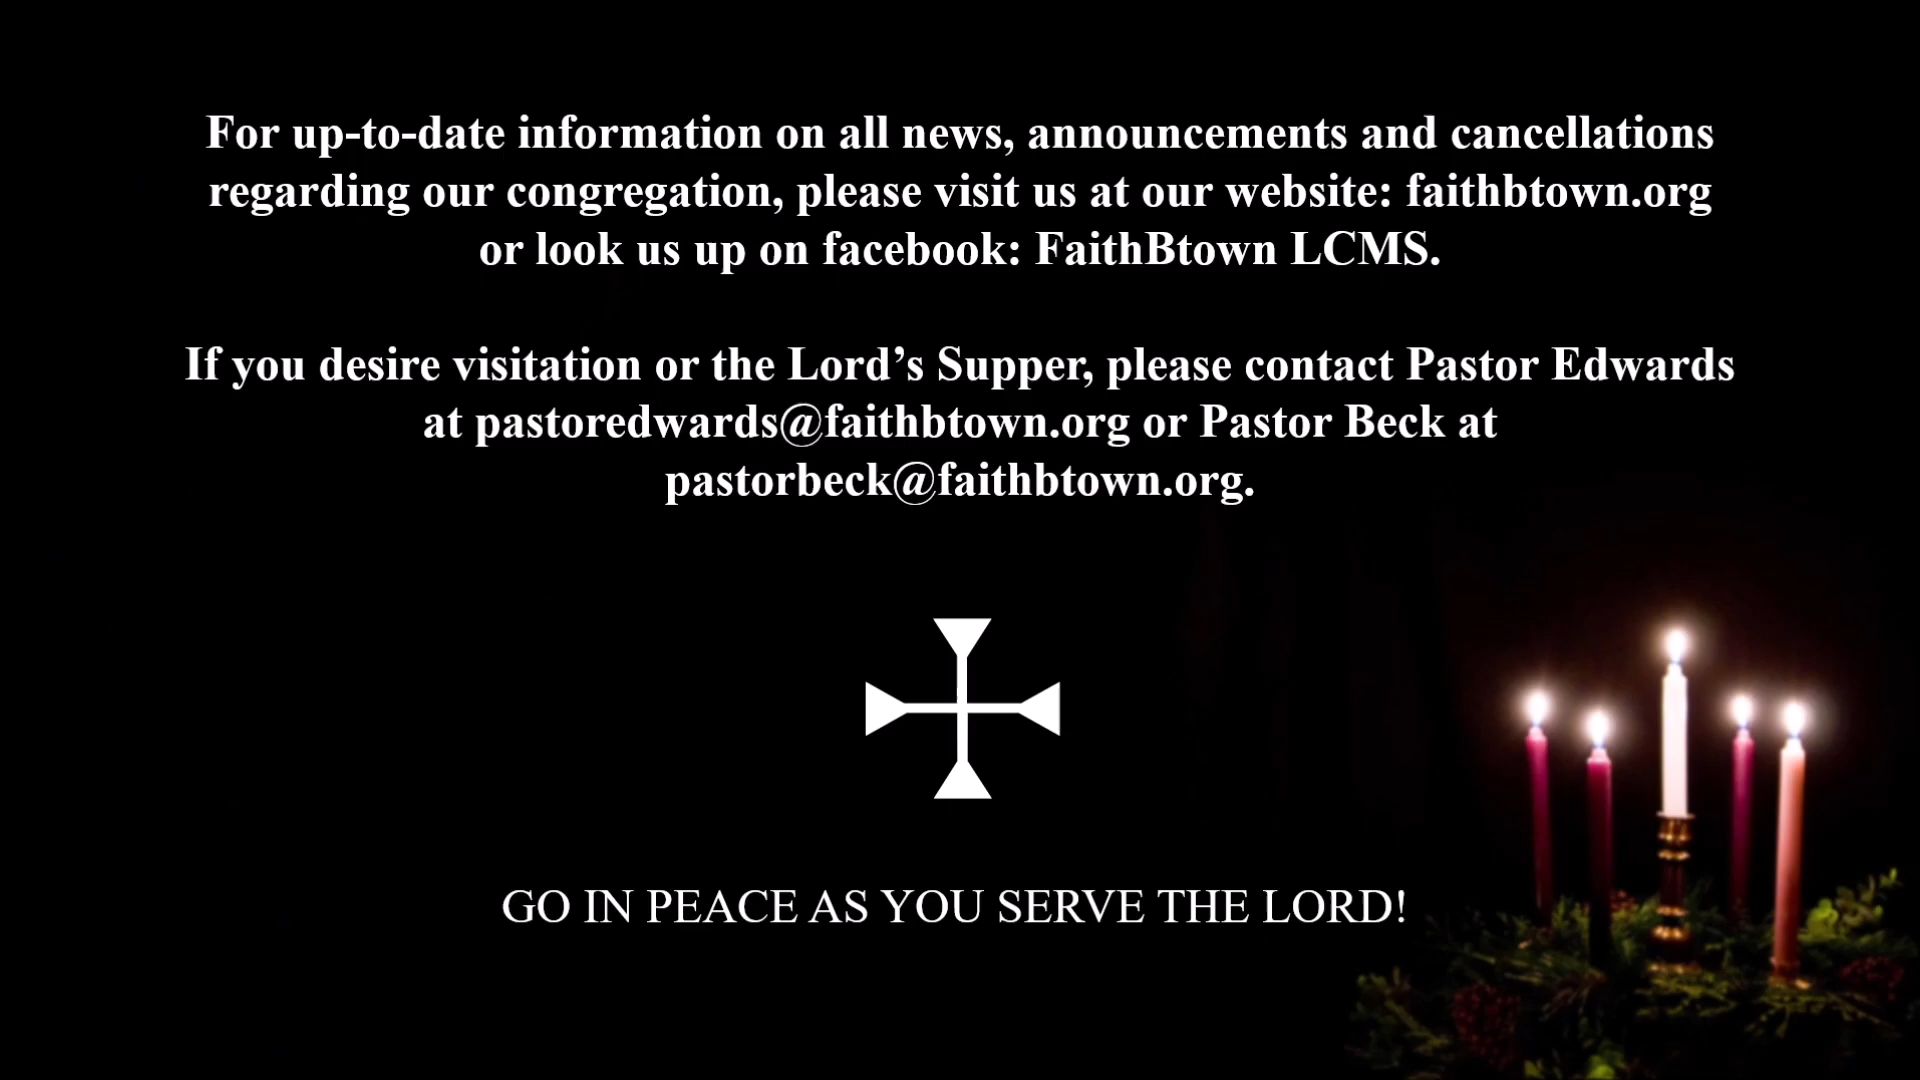 For up-to-date information on all news, announcements and cancellations
regarding our congregation, please visit us at our website: faithbtown.org
or look us up on facebook: FaithBtown LCMS.
If you desire visitation or the Lord’s Supper, please contact Pastor Edwards
at pastoredwards@faithbtown.org or Pastor Beck at
pastorbeck@faithbtown.org.
GO IN PEACE AS YOU SERVE THE LORD!